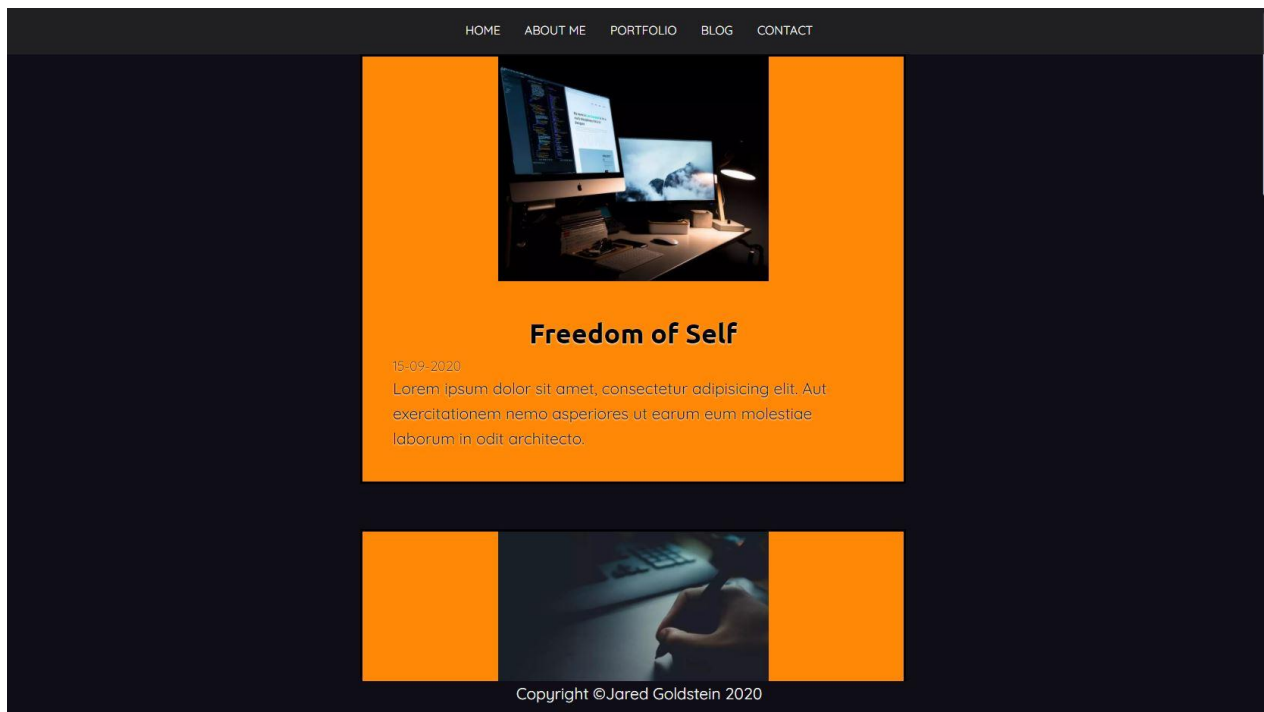 HOME ABOUT ME PORTFOLIO BLOG CONTACT
Freedom of Self
15-09-2020
Lorem ipsum dolor sit amet, consectetur adipisicing elit. Aut
exercitationem nemo asperiores ut earum eum molestiae
laborum in odit architecto.
Copyright ©Jared Goldstein 2020